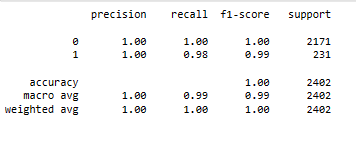 precision recall f1-score support
0 1.00 1.00 1.00 2171
1 1.00 0.98 0.99 231
accuracy 1.00 2402
macro avg 1.00 0.99 0.99 2402
weighted avg 1.00 1.00 1.00 2402